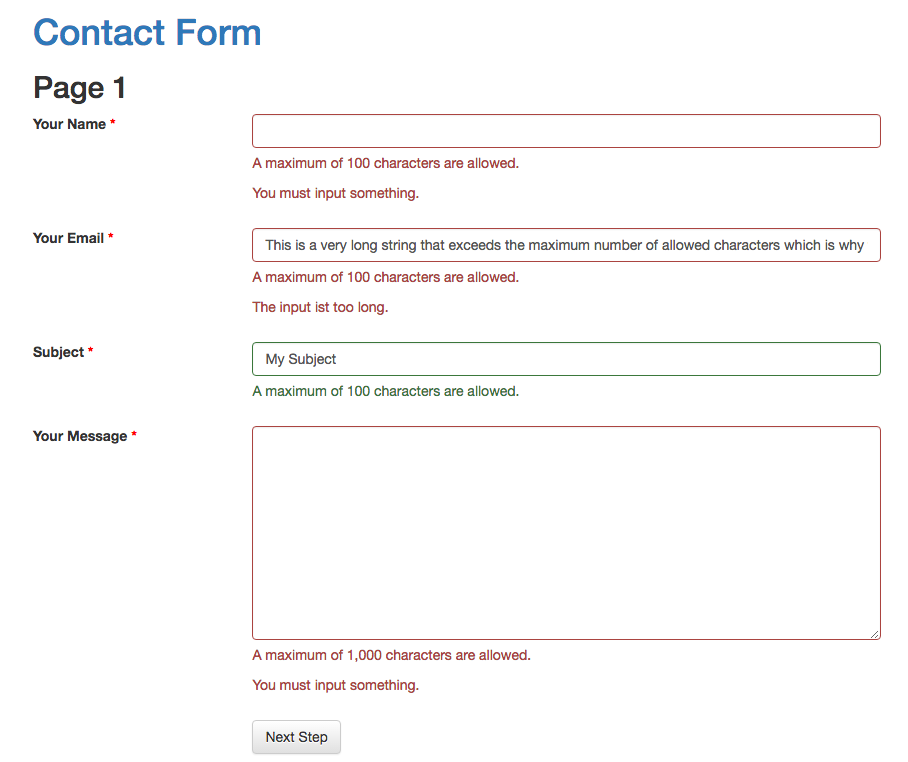 Contact Form
Page 1
Your Name *
A maximum of 100 characters are allowed.
You must input something.
Your Email *
This is a very long string that exceeds the maximum number of allowed characters which is why
A maximum of 100 characters are allowed.
The input ist too long.
Subject *
My Subject
A maximum of 100 characters are allowed.
Your Message *
A maximum of 1,000 characters are allowed.
You must input something.
Next Step